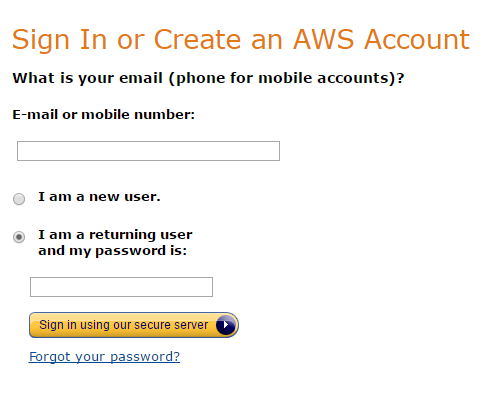 Sign In or Create an AWS Account
What is your email (phone for mobile accounts)?
E-mail or mobile number:
I am a new user.
I am a returning user
and my password is:
Sign in using our secure server
Forgot your password?